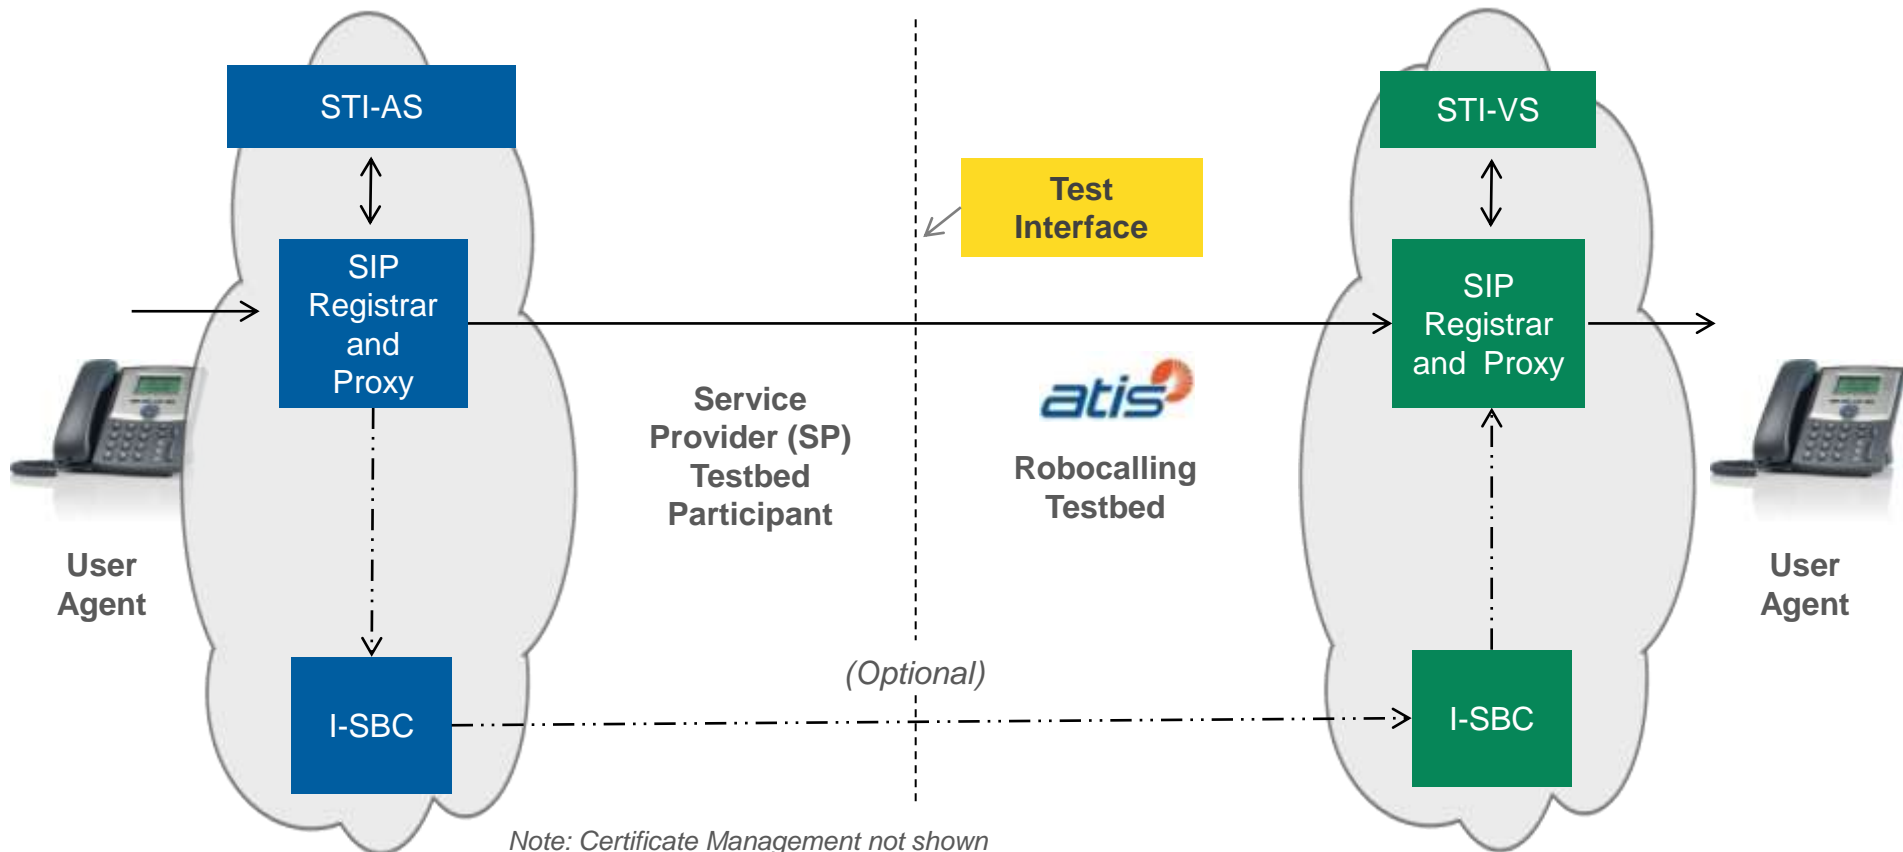 STI-AS
STI-VS
Test
Interface
SIP
Registrar
and
Proxy
SIP
Registrar
and Proxy
Service
Provider (SP)
Testbed
Participant
atis
Robocalling
Testbed
User
Agent
User
Agent
(Optional)
I-SBC
I-SBC
Note: Certificate Management not shown